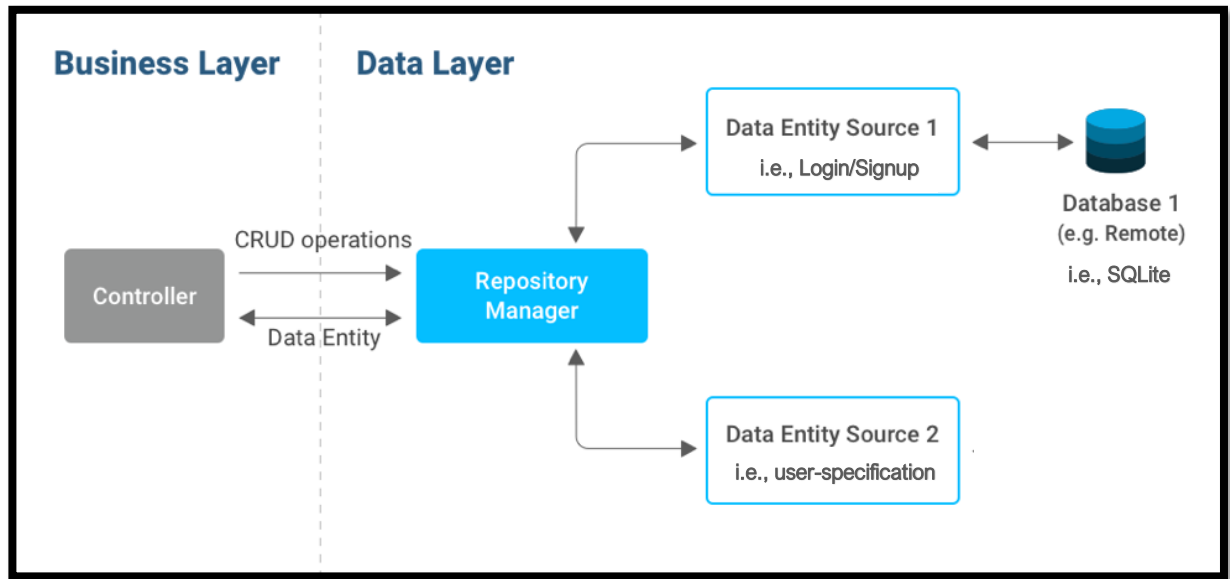 Business Layer
Data Layer
Data Entity Source 1
i.e., Login/Signup
Database 1
(e.g. Remote)
i.e., SQLite
CRUD operations
Controller
Repository
Manager
Data Entity
Data Entity Source 2
i.e., user-specification